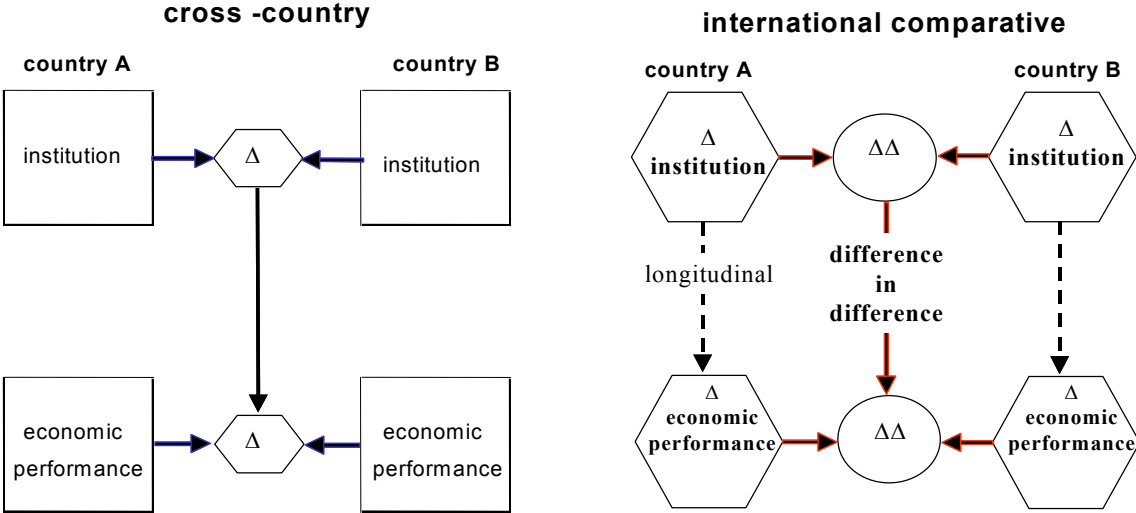 cross -country
country A
country B
institution
Δ
institution
economic
performance
Δ
economic
performance
international comparative
country A
country B
Δ
institution
ΔΔ
Δ
institution
longitudinal
difference
in
difference
Δ
economic
performance
ΔΔ
Δ
economic
performance